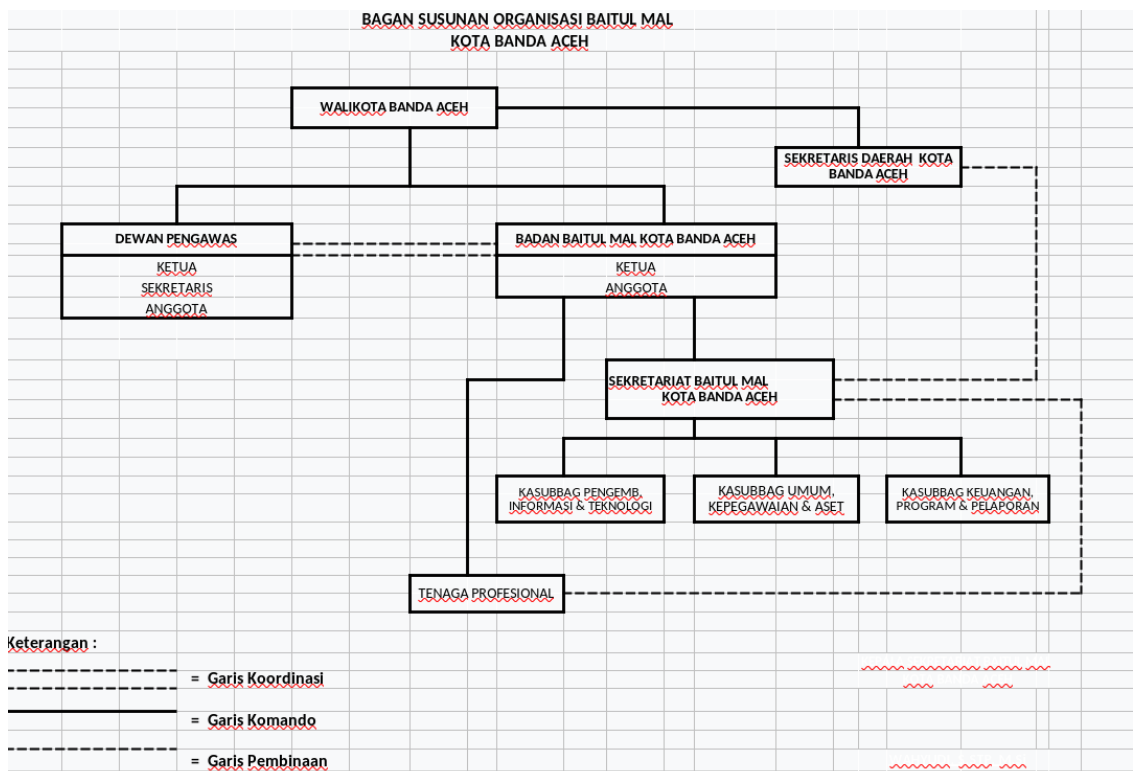 BAGAN SUSUNAN ORGANISASI BAITUL MAL
KOTA BANDA ACEH
WALIKOTA BANDA ACEH
SEKRETARIS DAERAH KOTA
BANDA ACEH
DEWAN PENGAWAS
KETUA
SEKRETARIS
ANGGOTA
BADAN BAITUL MAL KOTA BANDA ACEH
KETUA
ANGGOTA
SEKRETARIAT BAITUL MAL
KOTA BANDA ACEH
KASUBBAG PENGEMB,
INFORMASI & TEKNOLOGI
KASUBBAG UMUM,
KEPEGAWAIAN & ASET
KASUBBAG KEUANGAN,
PROGRAM & PELAPORAN
TENAGA PROFESIONAL
Keterangan :
= Garis Koordinasi
= Garis Komando
= Garis Pembinaan